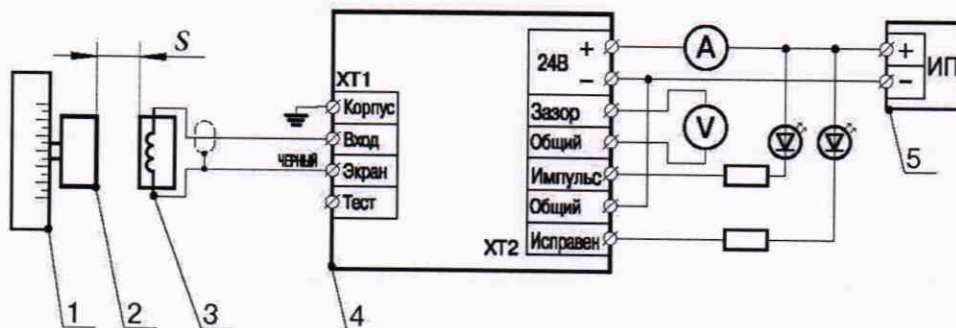 S
XT1
Корпус
Вход
ЧЕРНЫЙ
Экран
Тест
24В
+
−
Зазор
Общий
Импульс
Общий
Исправен
XT2
A
V
+
−
ИП
1
2
3
4
5